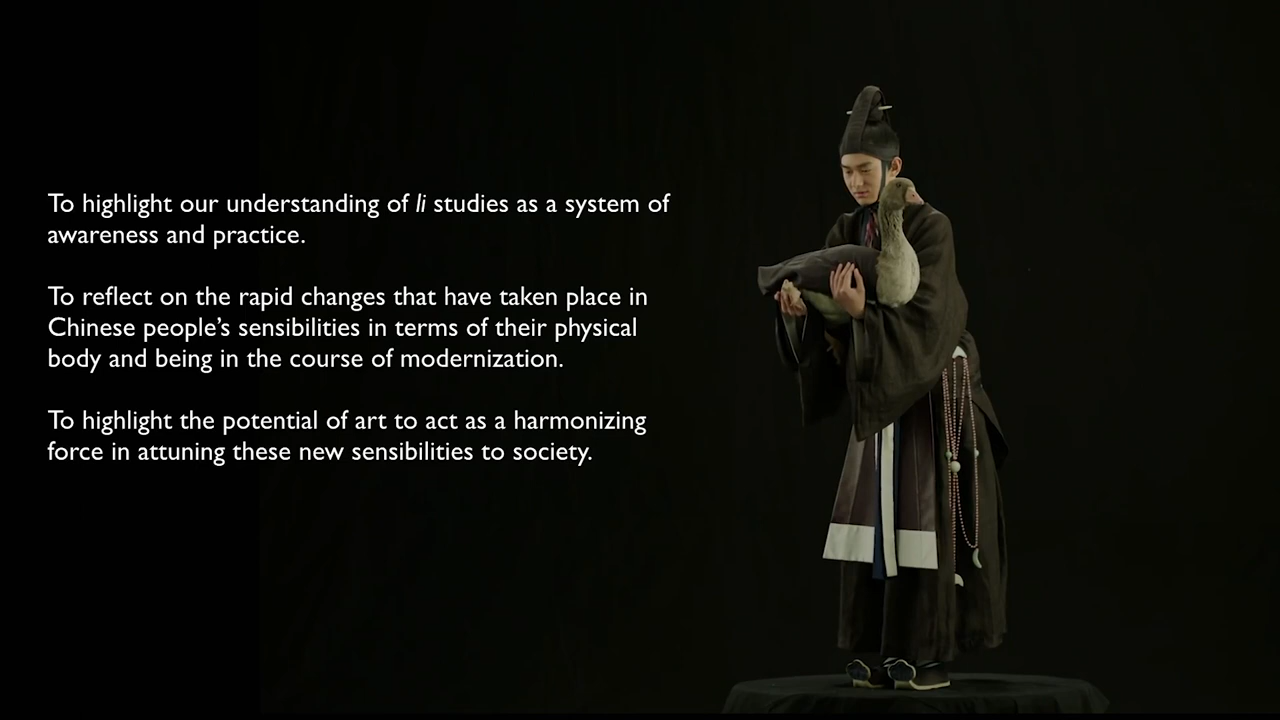 To highlight our understanding of li studies as a system of
awareness and practice.
To reflect on the rapid changes that have taken place in
Chinese people’s sensibilities in terms of their physical
body and being in the course of modernization.
To highlight the potential of art to act as a harmonizing
force in attuning these new sensibilities to society.